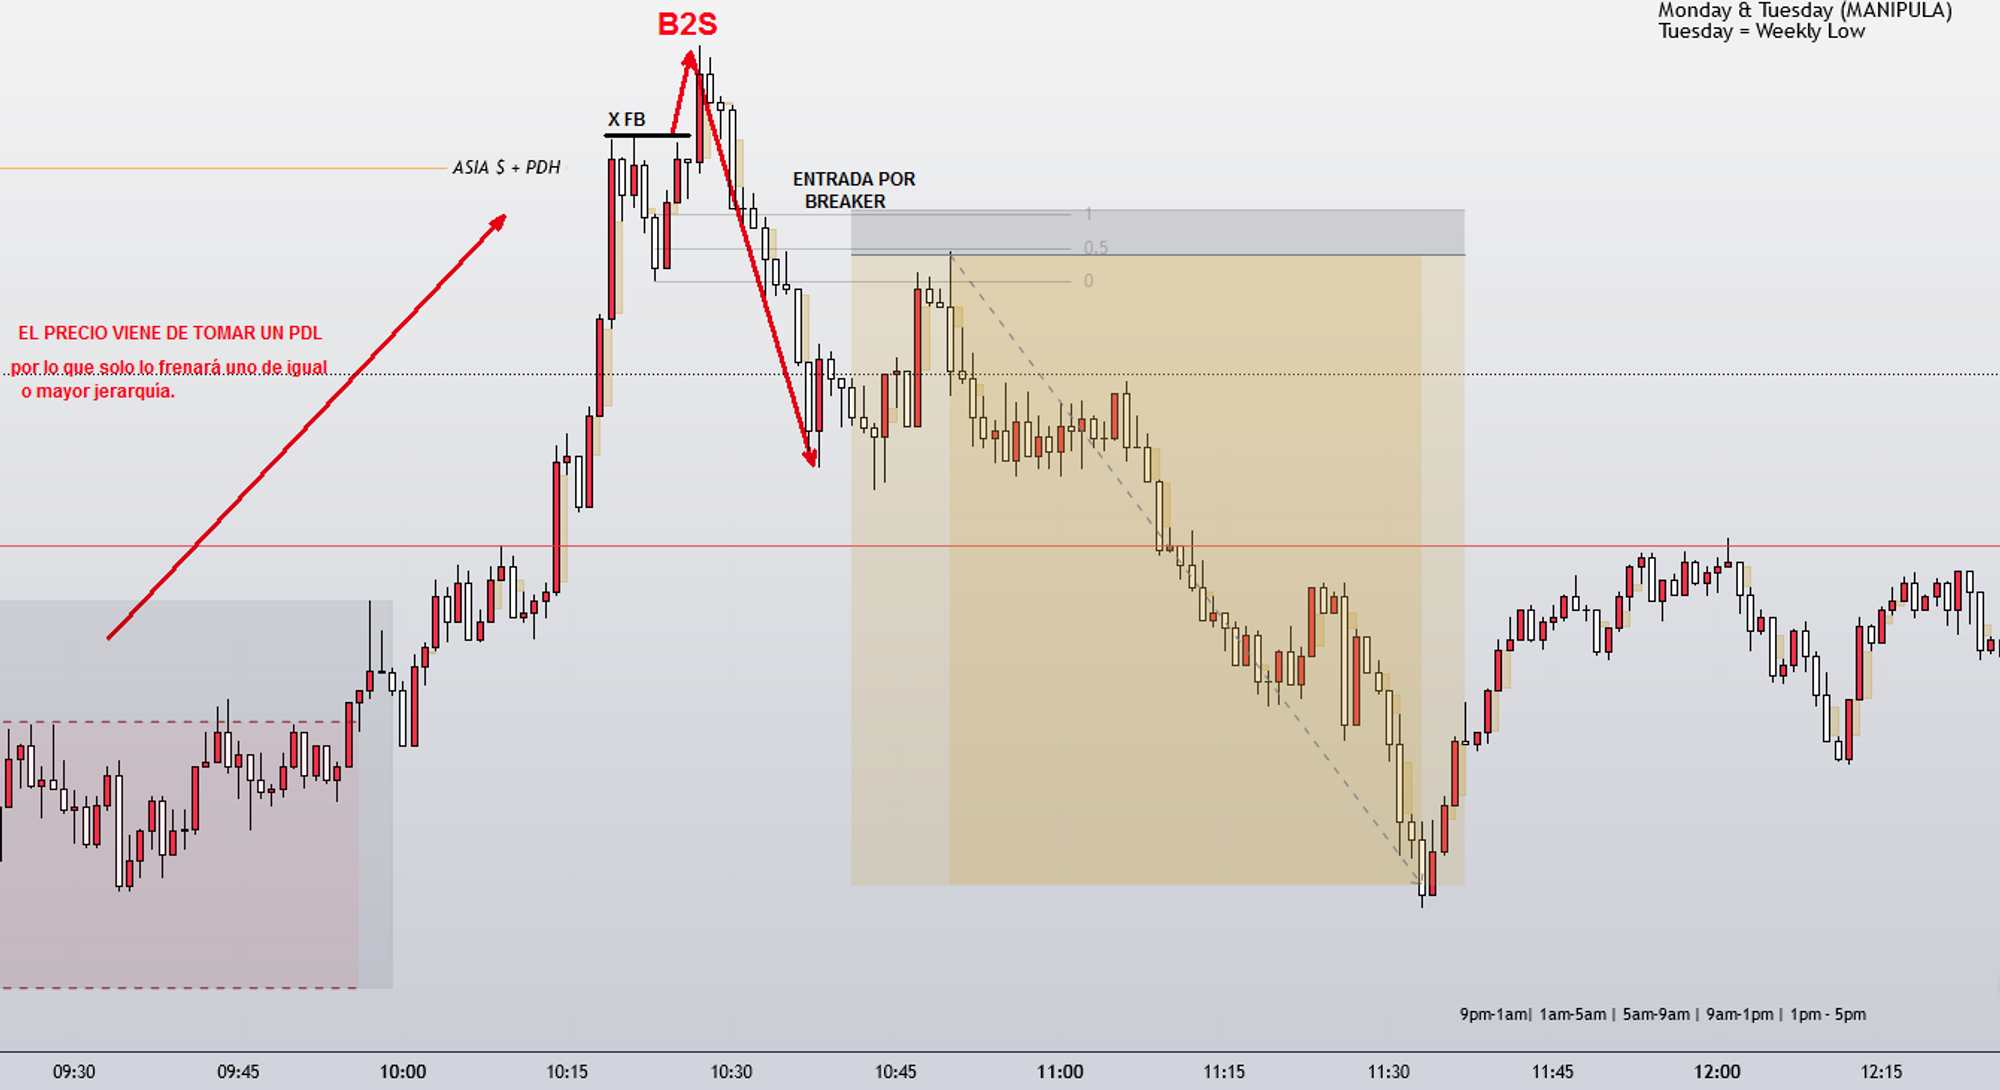 Monday & Tuesday (MANIPULA)
Tuesday = Weekly Low
B2S
X FB
ASIA $ + PDH
ENTRADA POR
BREAKER
1
0.5
0
EL PRECIO VIENE DE TOMAR UN PDL
por lo que solo lo frenará uno de igual
o mayor jerarquía.
9pm-1am| 1am-5am | 5am-9am | 9am-1pm | 1pm - 5pm
09:30 09:45 10:00 10:15 10:30 10:45 11:00 11:15 11:30 11:45 12:00 12:15